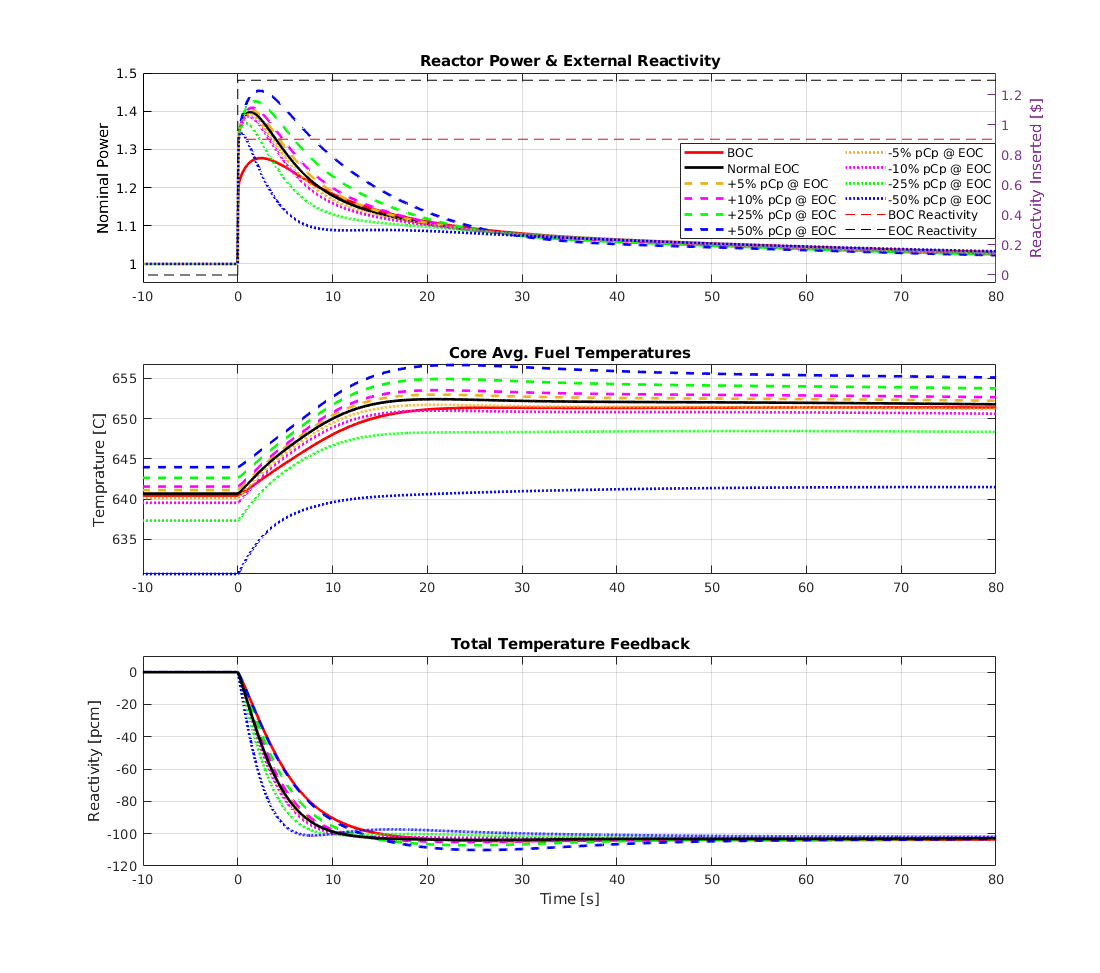 Reactor Power & External Reactivity
1.5
1.4
1.3
1.2
1.1
1
Nominal Power
1.2
1
0.8
0.6
0.4
0.2
0
Reactvity Inserted [$]
BOC
Normal EOC
+5% pCp @ EOC
+10% pCp @ EOC
+25% pCp @ EOC
+50% pCp @ EOC
-5% pCp @ EOC
-10% pCp @ EOC
-25% pCp @ EOC
-50% pCp @ EOC
BOC Reactivity
EOC Reactivity
-10 0 10 20 30 40 50 60 70 80
Core Avg. Fuel Temperatures
655
650
645
640
635
Temprature [C]
-10 0 10 20 30 40 50 60 70 80
Total Temperature Feedback
0
-20
-40
-60
-80
-100
-120
Reactivity [pcm]
-10 0 10 20 30 40 50 60 70 80
Time [s]